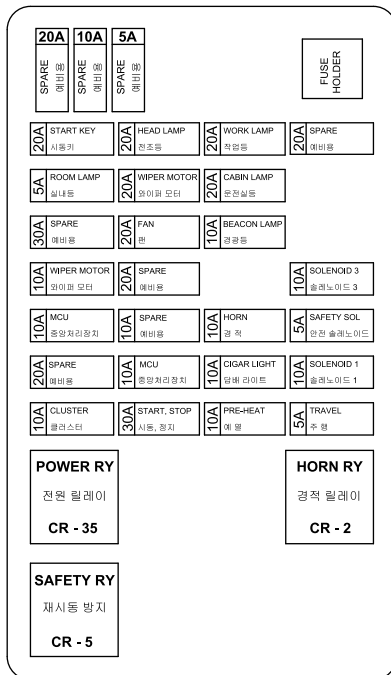 20A 10A 5A
SPARE 예비용 SPARE 예비용 SPARE 예비용
FUSE
HOLDER
20A START KEY 20A HEAD LAMP 20A WORK LAMP 20A SPARE
시동키 전조등 작업등 예비용
5A ROOM LAMP 20A WIPER MOTOR 20A CABIN LAMP
실내등 와이퍼 모터 운전실등
30A SPARE 20A FAN 10A BEACON LAMP
예비용 팬 경광등
10A WIPER MOTOR 20A SPARE 10A SOLENOID 3
와이퍼 모터 예비용 솔레노이드 3
10A MCU 10A SPARE 10A HORN 5A SAFETY SOL
중앙처리장치 예비용 경 적 안전 솔레노이드
20A SPARE 10A MCU 10A CIGAR LIGHT 10A SOLENOID 1
예비용 중앙처리장치 담배 라이트 솔레노이드 1
10A CLUSTER 30A START, STOP 10A PRE-HEAT 5A TRAVEL
클러스터 시동, 정지 예 열 주 행
POWER RY HORN RY
전원 릴레이 경적 릴레이
CR - 35 CR - 2
SAFETY RY
재시동 방지
CR - 5